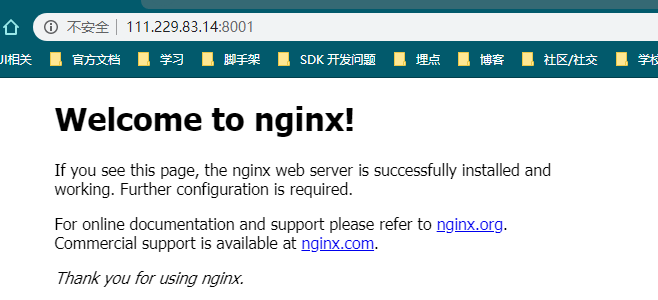 不安全 111.229.83.14:8001
UI相关 官方文档 学习 脚手架 SDK 开发问题 埋点 博客 社区/社交 学校
Welcome to nginx!
If you see this page, the nginx web server is successfully installed and
working. Further configuration is required.
For online documentation and support please refer to nginx.org.
Commercial support is available at nginx.com.
Thank you for using nginx.